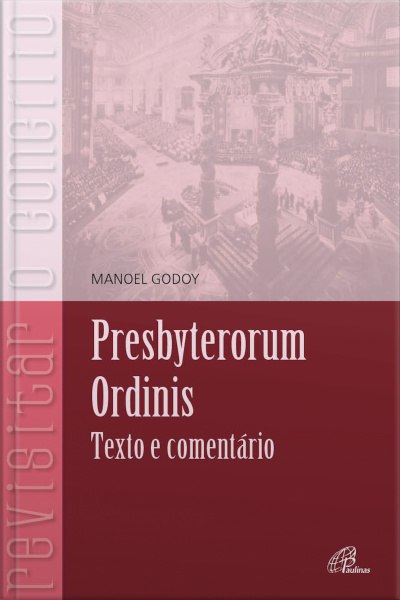 revisitar o concílio
MANOEL GODOY
Presbyterorum
Ordinis
Texto e comentário
Paulinas